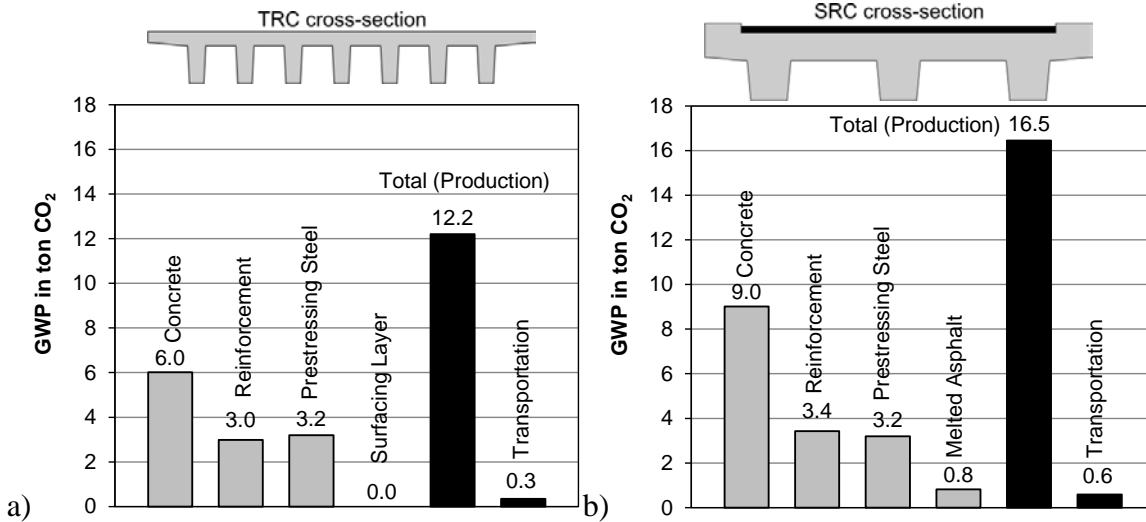 TRC cross-section
GWP in ton CO2
18
16
14
12
10
8
6
4
2
0
Concrete
6.0
Reinforcement
3.0
Prestressing Steel
3.2
Surfacing Layer
0.0
Total (Production)
12.2
Transportation
0.3
a)
SRC cross-section
GWP in ton CO2
18
16
14
12
10
8
6
4
2
0
Concrete
9.0
Reinforcement
3.4
Prestressing Steel
3.2
Melted Asphalt
0.8
Total (Production) 16.5
Transportation
0.6
b)